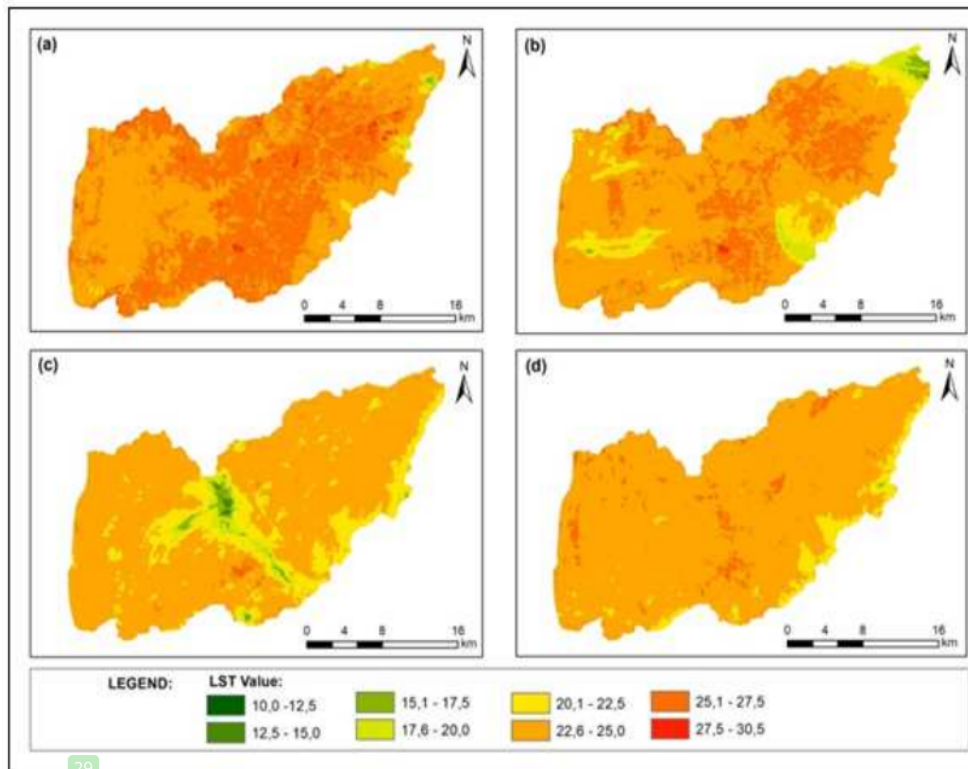 (a)
N
0 4 8 16
km
(b)
N
0 4 8 16
km
(c)
N
0 4 8 16
km
(d)
N
0 4 8 16
km
LEGEND:
LST Value:
10,0 -12,5
12,5 - 15,0
15,1 - 17,5
17,6 - 20,0
20,1 - 22,5
22,6 - 25,0
25,1 - 27,5
27,5 - 30,5
29